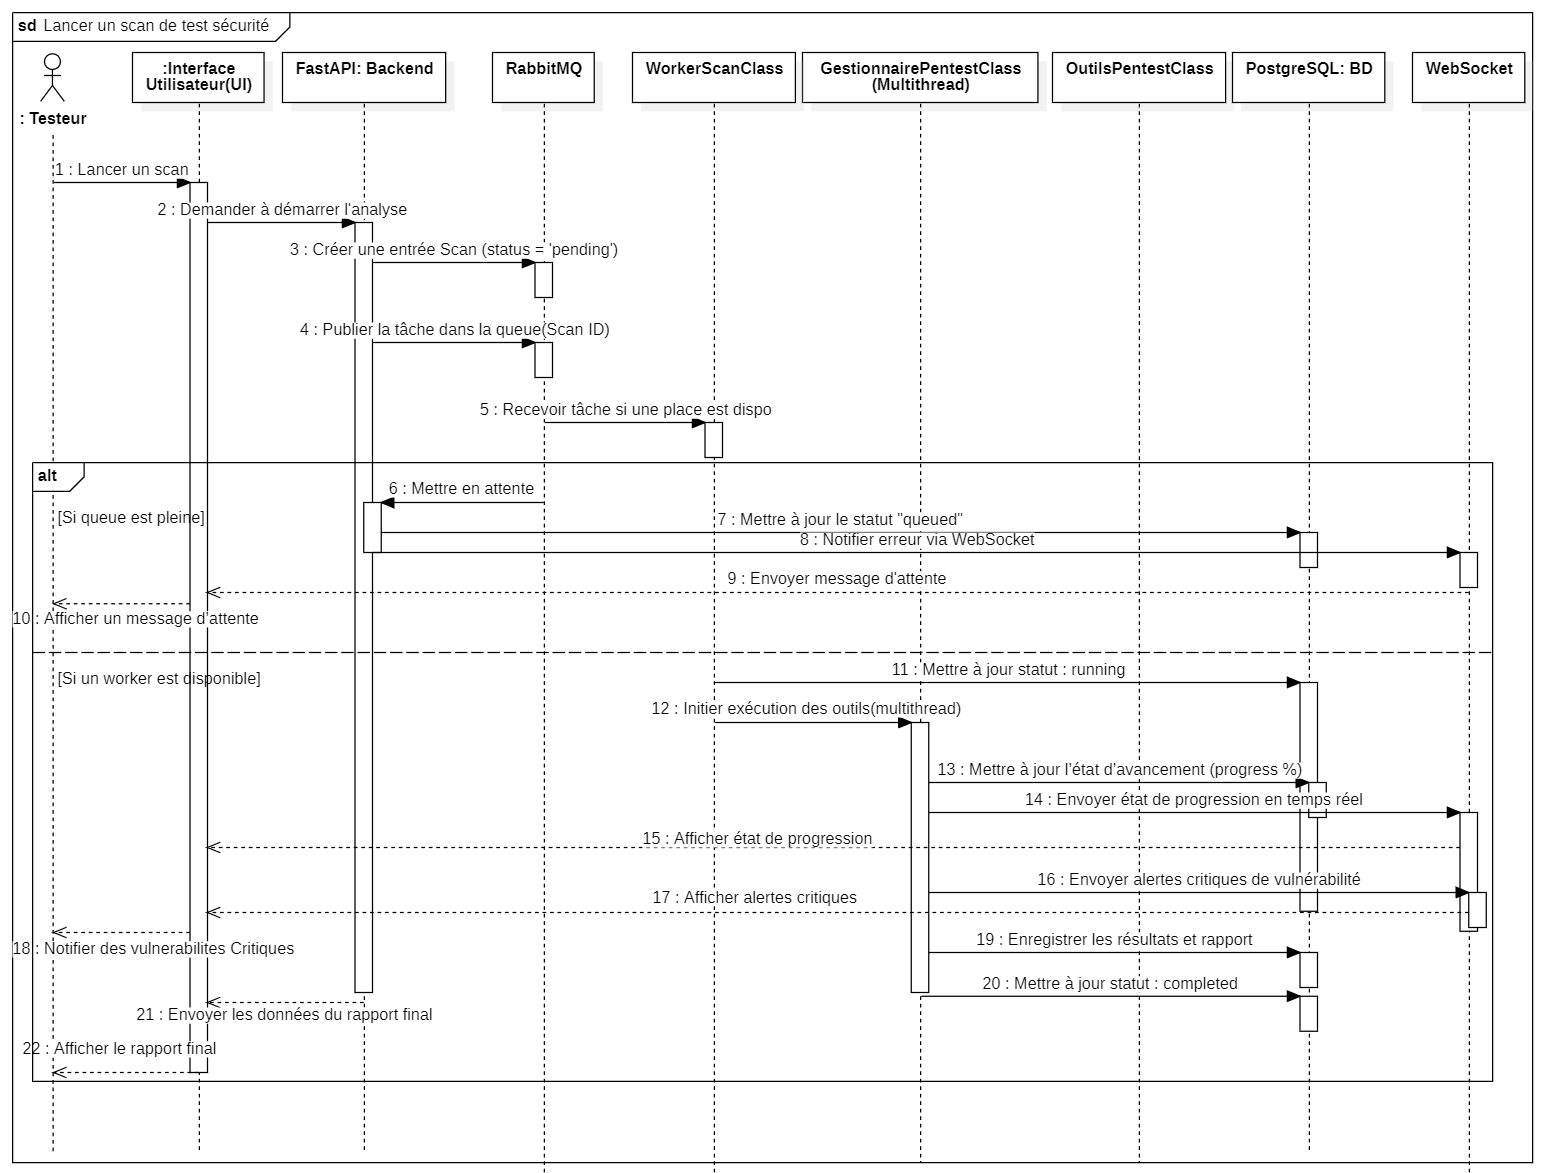 sd Lancer un scan de test sécurité
: Testeur
:Interface
Utilisateur(UI)
FastAPI: Backend
RabbitMQ
WorkerScanClass
GestionnairePentestClass
(Multithread)
OutilsPentestClass
PostgreSQL: BD
WebSocket
1 : Lancer un scan
2 : Demander à démarrer l'analyse
3 : Créer une entrée Scan (status = 'pending')
4 : Publier la tâche dans la queue(Scan ID)
5 : Recevoir tâche si une place est dispo
alt
6 : Mettre en attente
[Si queue est pleine]
7 : Mettre à jour le statut "queued"
8 : Notifier erreur via WebSocket
9 : Envoyer message d'attente
10 : Afficher un message d'attente
[Si un worker est disponible]
11 : Mettre à jour statut : running
12 : Initier exécution des outils(multithread)
13 : Mettre à jour l’état d’avancement (progress %)
14 : Envoyer état de progression en temps réel
15 : Afficher état de progression
16 : Envoyer alertes critiques de vulnérabilité
17 : Afficher alertes critiques
18 : Notifier des vulnerabilites Critiques
19 : Enregistrer les résultats et rapport
20 : Mettre à jour statut : completed
21 : Envoyer les données du rapport final
22 : Afficher le rapport final